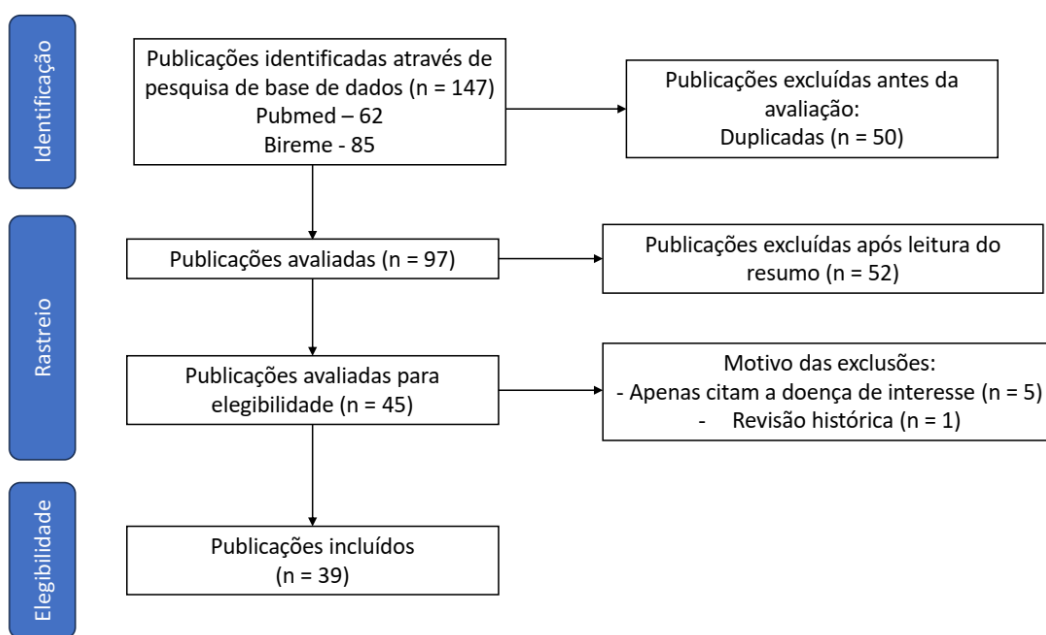 Identificação
Publicações identificadas através de
pesquisa de base de dados (n = 147)
Pubmed – 62
Bireme - 85
Publicações excluídas antes da
avaliação:
Duplicadas (n = 50)
Rastreio
Publicações avaliadas (n = 97)
Publicações excluídas após leitura do
resumo (n = 52)
Publicações avaliadas para
elegibilidade (n = 45)
Motivo das exclusões:
- Apenas citam a doença de interesse (n = 5)
- Revisão histórica (n = 1)
Elegibilidade
Publicações incluídos
(n = 39)